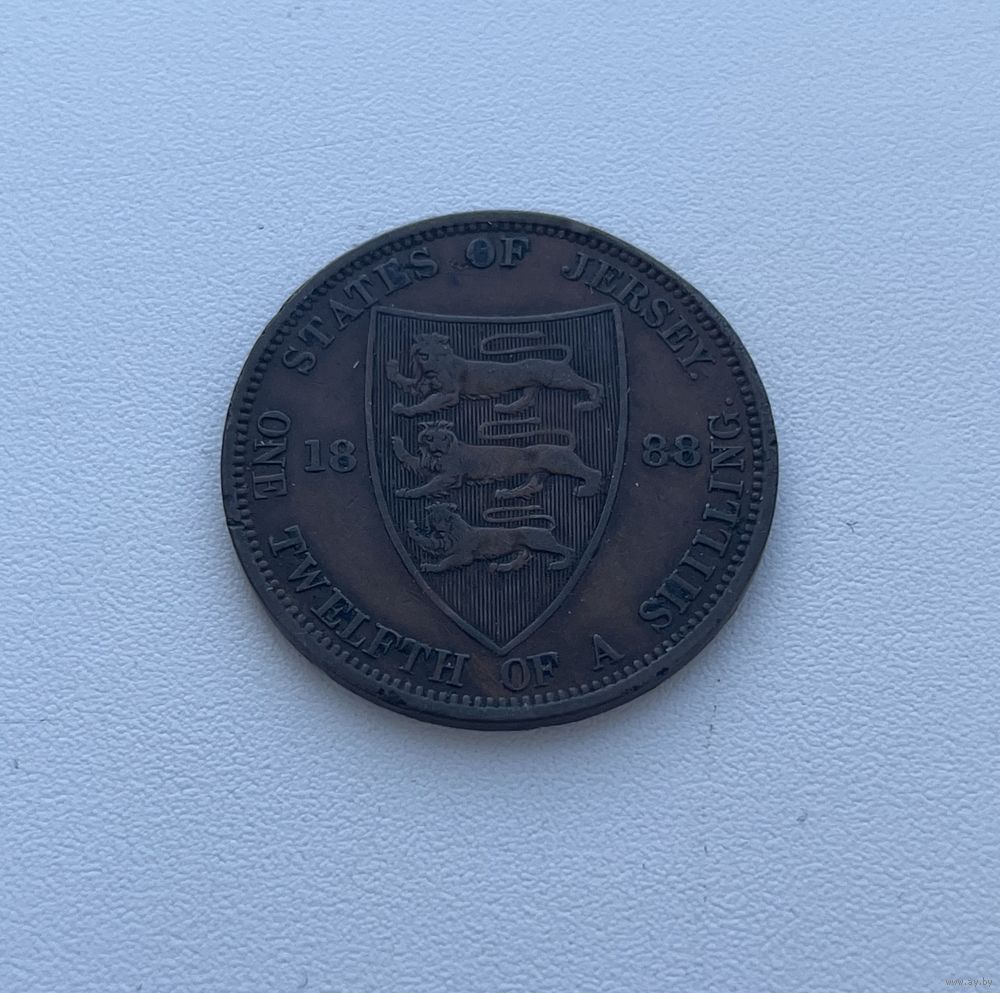 STATES OF JERSEY.
18 88
ONE TWELFTH OF A SHILLING.
www.ay.by